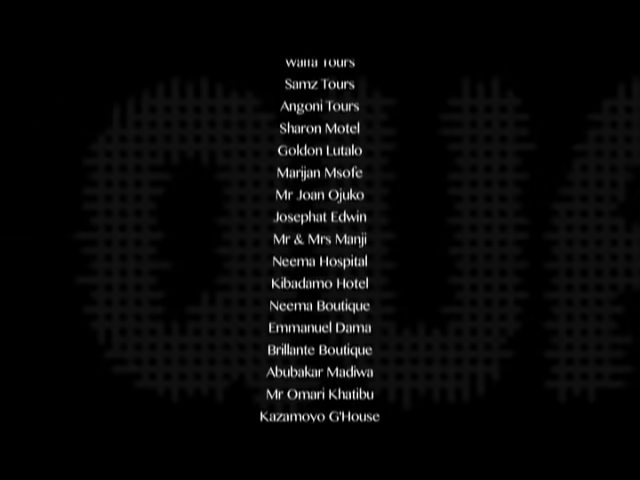 Tours
Samz Tours
Angoni Tours
Sharon Motel
Goldon Lutalo
Marijan Msofe
Mr Joan Ojuko
Josephat Edwin
Mr & Mrs Manji
Neema Hospital
Kibadamo Hotel
Neema Boutique
Emmanuel Dama
Brillante Boutique
Abubakar Madiwa
Mr Omari Khatibu
Kazamoyo G'House